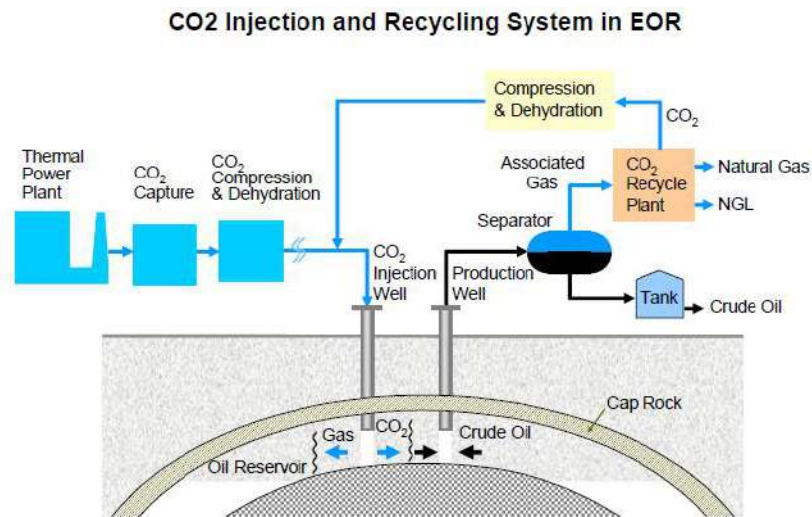 CO2 Injection and Recycling System in EOR
Compression
& Dehydration
CO2
Thermal
Power
Plant
CO2
Capture
CO2
Compression
& Dehydration
Associated
Gas
CO2
Recycle
Plant
Natural Gas
NGL
Separator
CO2
Injection
Well
Production
Well
Tank
Crude Oil
Cap Rock
Gas
CO2
Crude Oil
Oil Reservoir